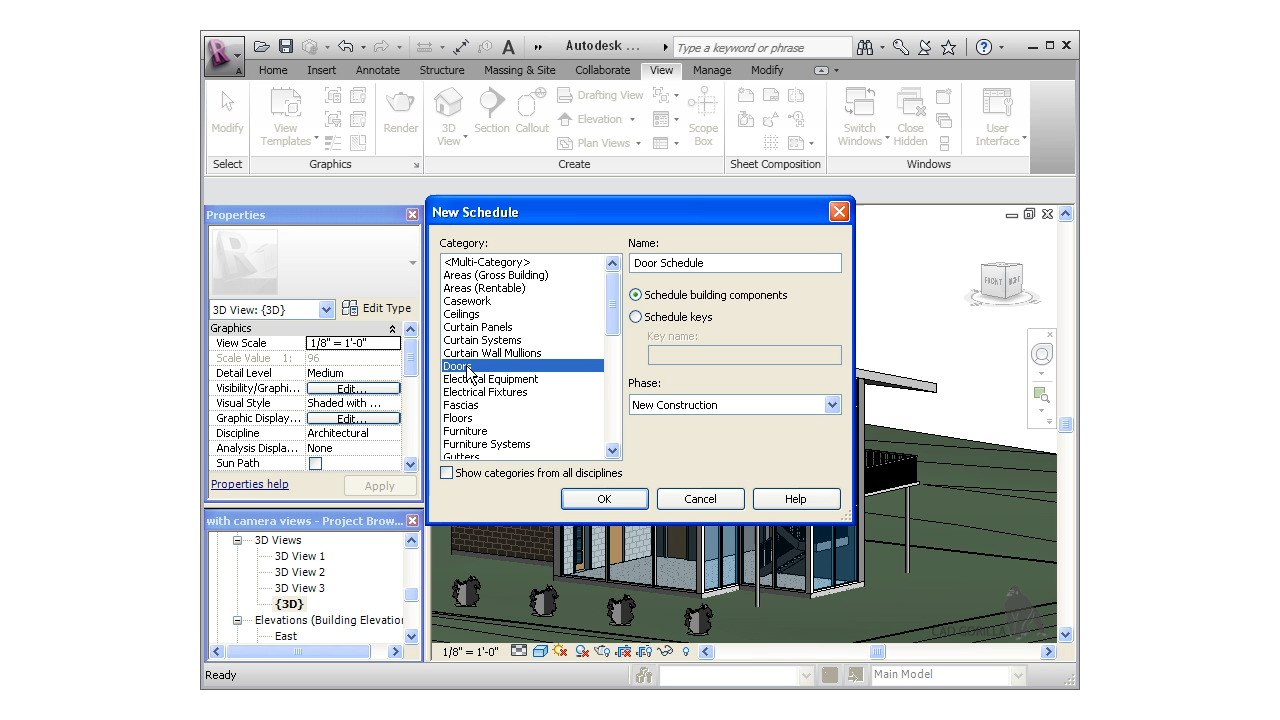 Autodesk ...
Type a keyword or phrase
Home Insert Annotate Structure Massing & Site Collaborate View Manage Modify
Modify
View
Templates
Render
3D
View
Section
Callout
Drafting View
Elevation
Plan Views
Scope
Box
Switch
Windows
Close
Hidden
User
Interface
Select Graphics Create Sheet Composition Windows
Properties
3D View: {3D}
Edit Type
Graphics
View Scale 1/8" = 1'-0"
Scale Value 1: 96
Detail Level Medium
Visibility/Graphi... Edit...
Visual Style Shaded with ...
Graphic Display... Edit...
Discipline Architectural
Analysis Displa... None
Sun Path
Properties help
Apply
with camera views - Project Brow...
3D Views
3D View 1
3D View 2
3D View 3
{3D}
Elevations (Building Elevatior
East
New Schedule
Category:
<Multi-Category>
Areas (Gross Building)
Areas (Rentable)
Casework
Ceilings
Curtain Panels
Curtain Systems
Curtain Wall Mullions
Doors
Electrical Equipment
Electrical Fixtures
Fascias
Floors
Furniture
Furniture Systems
Gutters
Show categories from all disciplines
Name:
Door Schedule
Schedule building components
Schedule keys
Key name:
Phase:
New Construction
OK Cancel Help
FRONT
CAD GORILLA
1/8" = 1'-0"
Ready
Main Model